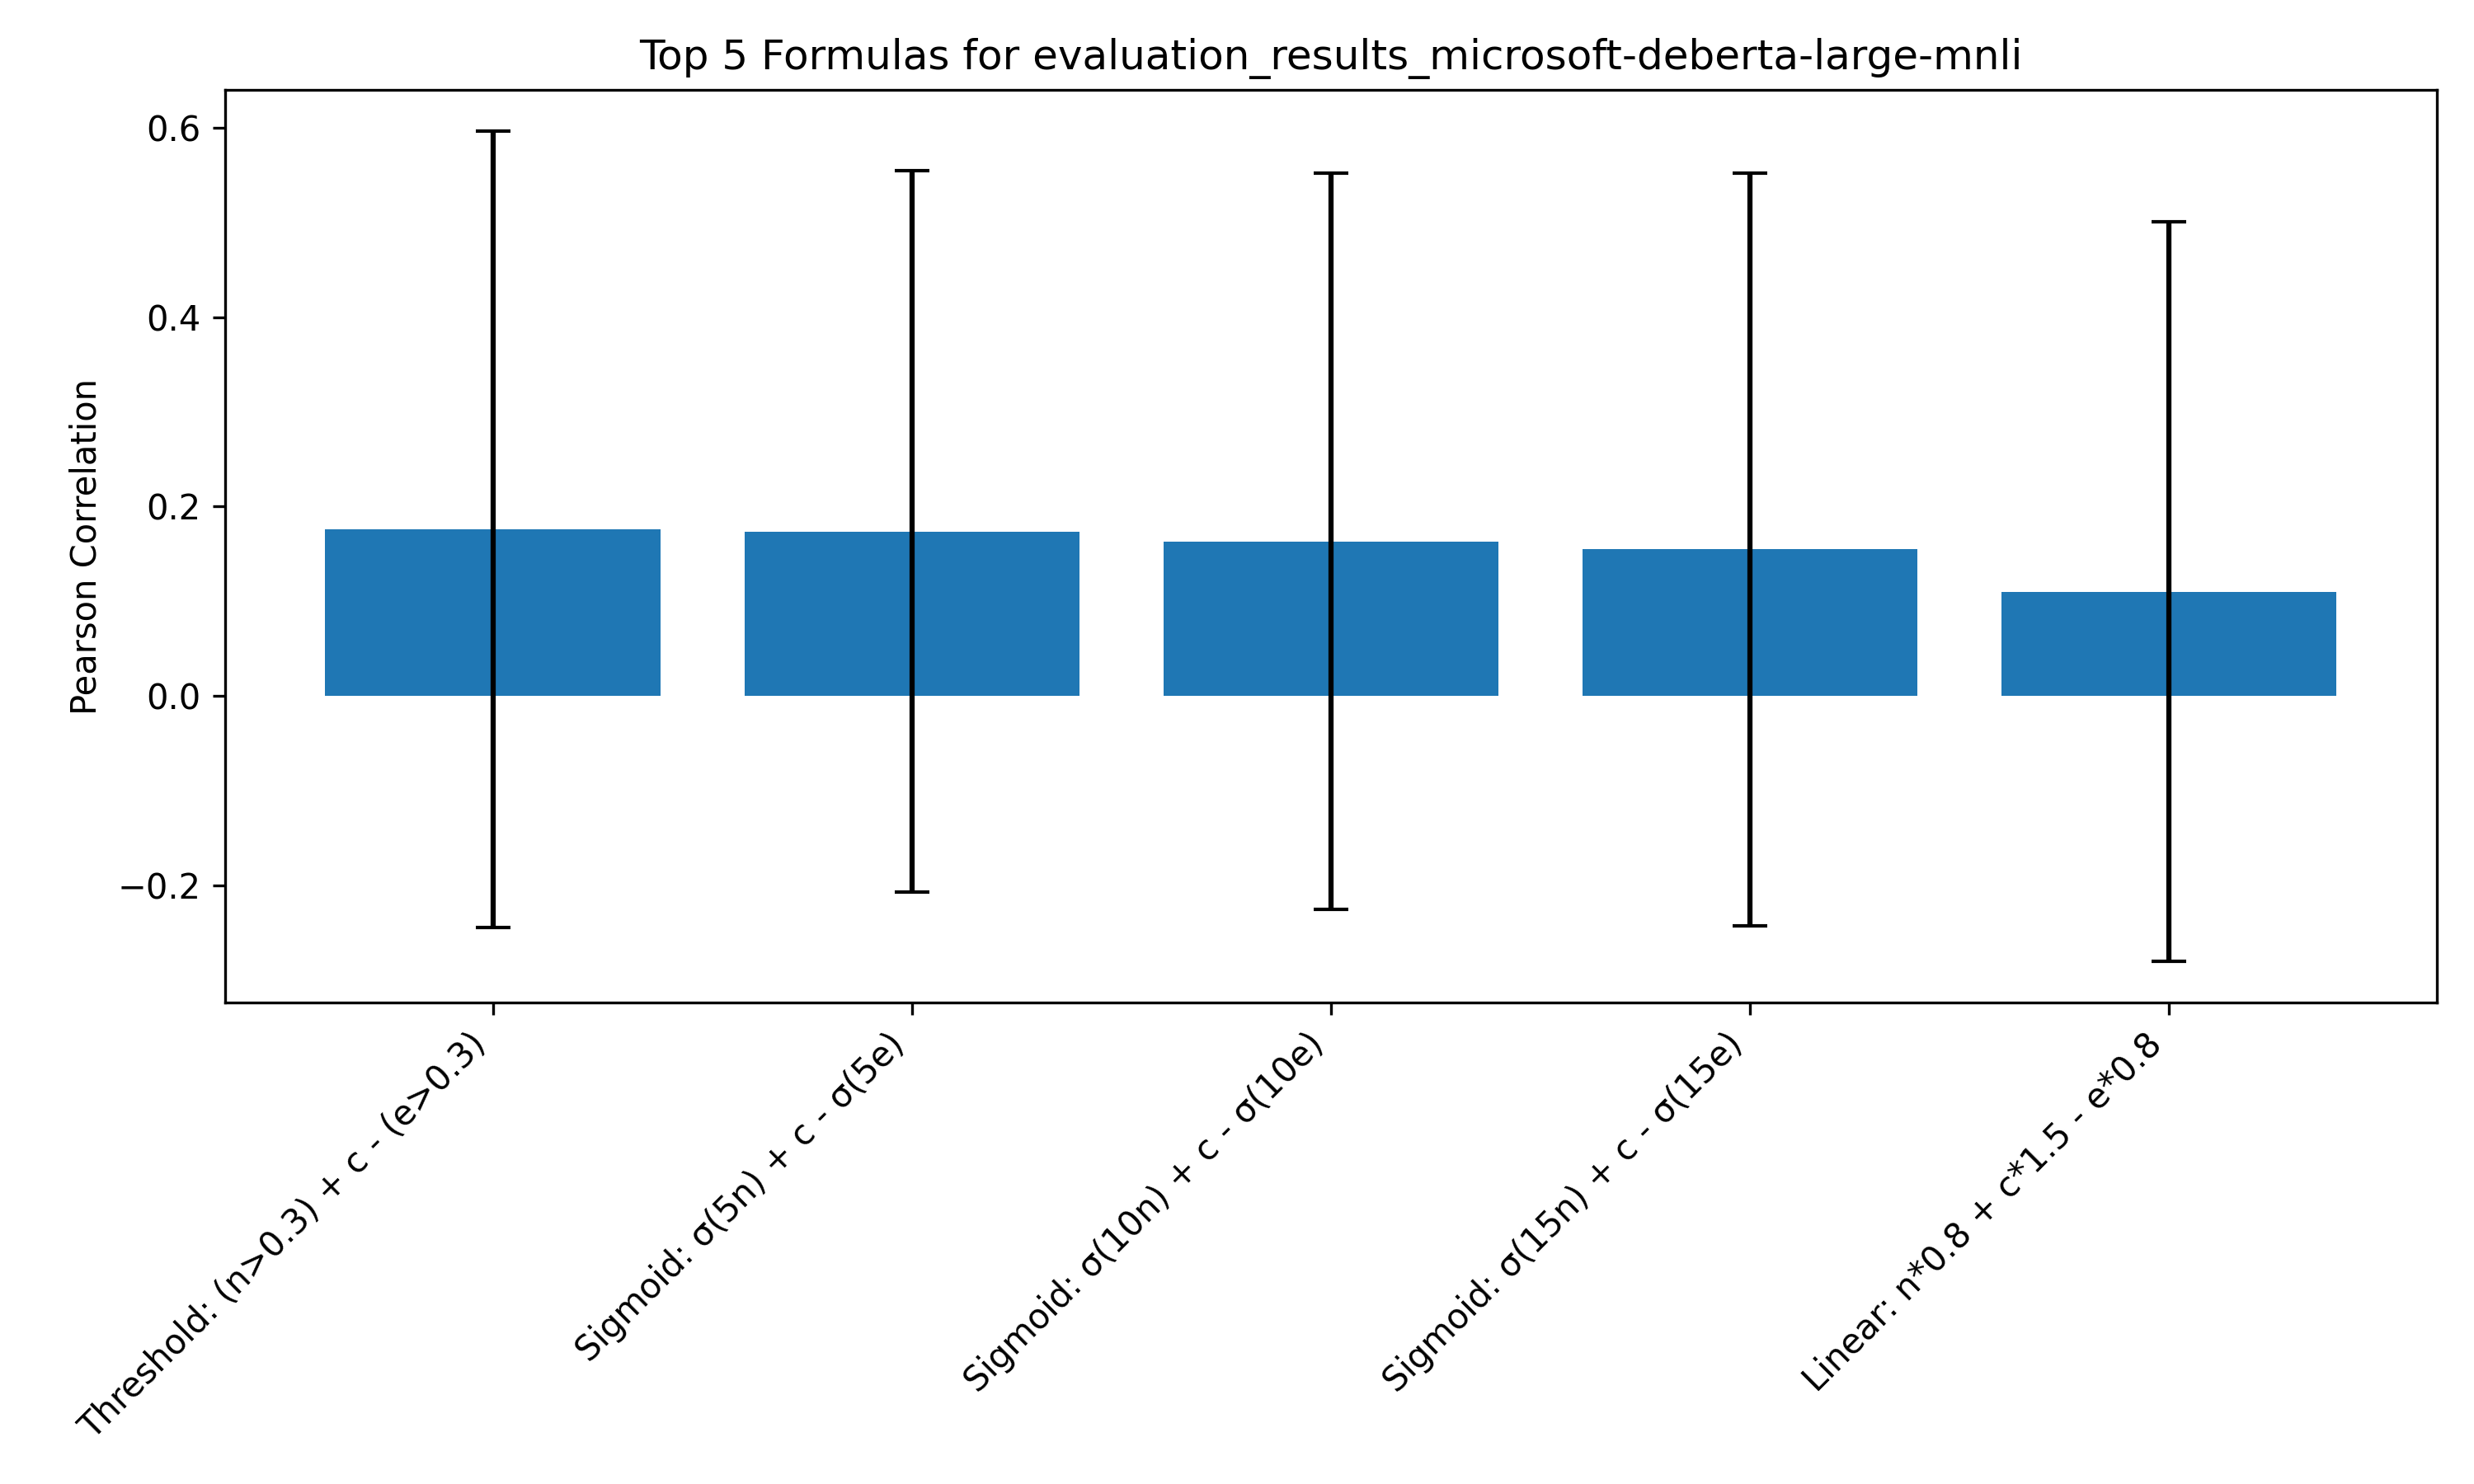 Top 5 Formulas for evaluation_results_microsoft-deberta-large-mnli
Pearson Correlation
0.6
0.4
0.2
0.0
−0.2
Threshold: (n>0.3) + c - (e>0.3)
Sigmoid: σ(5n) + c - σ(5e)
Sigmoid: σ(10n) + c - σ(10e)
Sigmoid: σ(15n) + c - σ(15e)
Linear: n*0.8 + c*1.5 - e*0.8